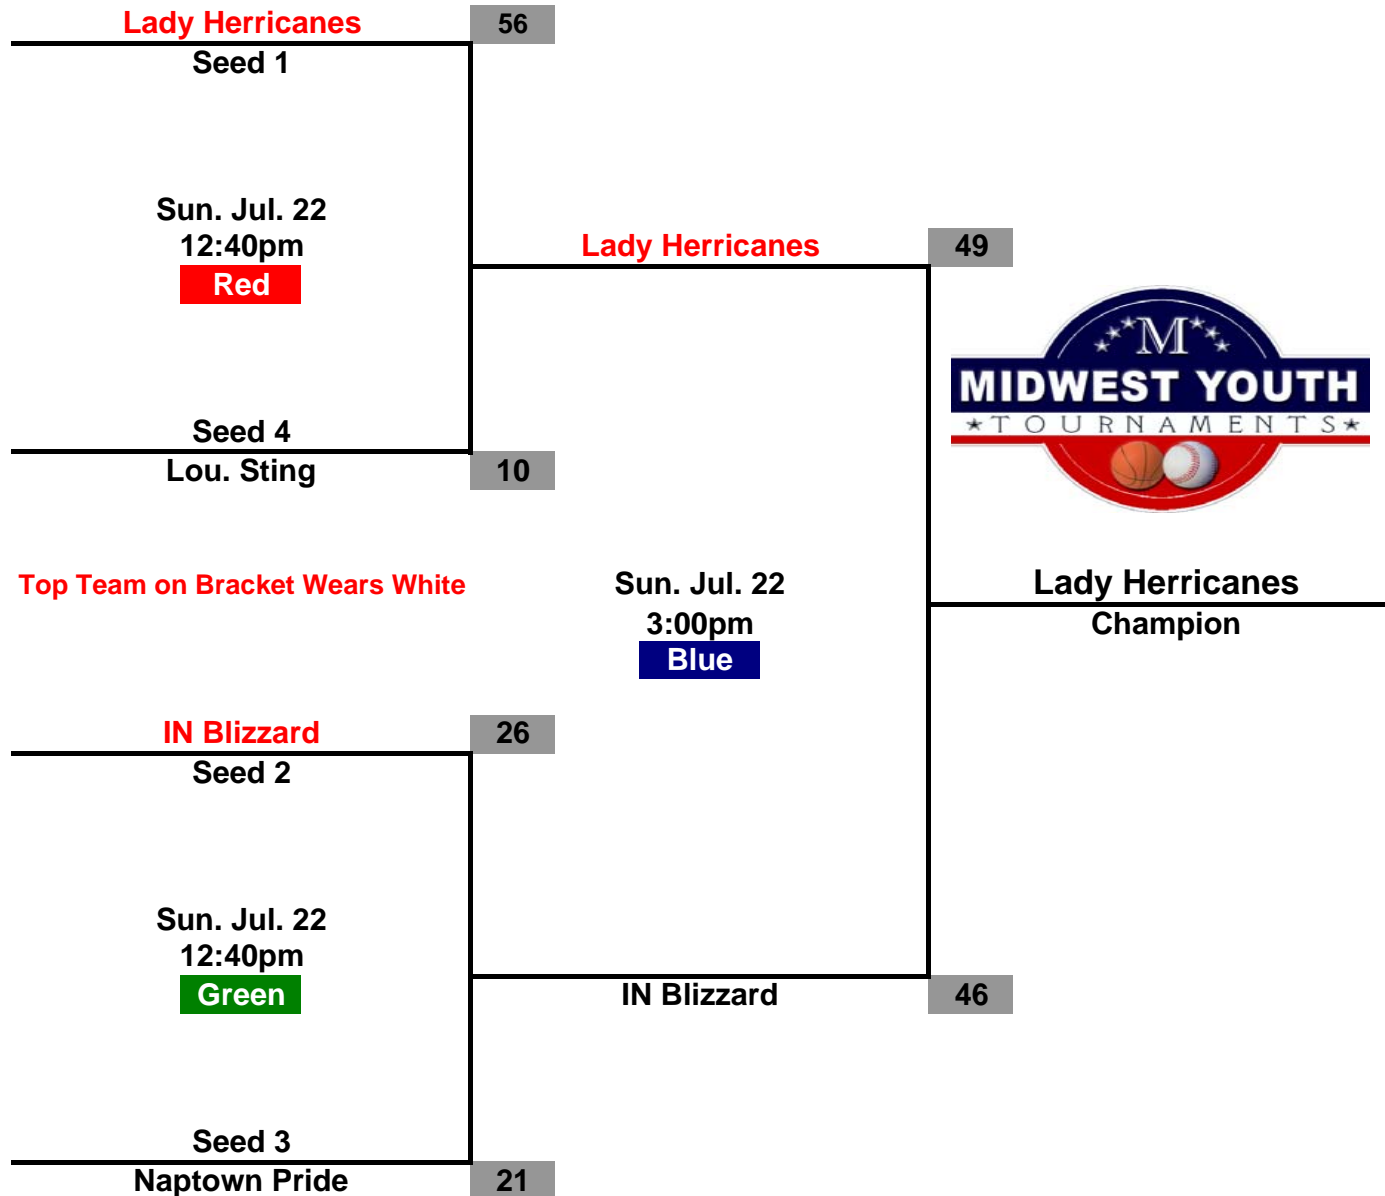 Lady Herricanes 56
Seed 1
Sun. Jul. 22
12:40pm
Red
Seed 4
Lou. Sting 10
Lady Herricanes 49
M
MIDWEST YOUTH
TOURNAMENTS
Top Team on Bracket Wears White
Sun. Jul. 22
3:00pm
Blue
Lady Herricanes
Champion
IN Blizzard 26
Seed 2
Sun. Jul. 22
12:40pm
Green
IN Blizzard 46
Seed 3
Naptown Pride 21